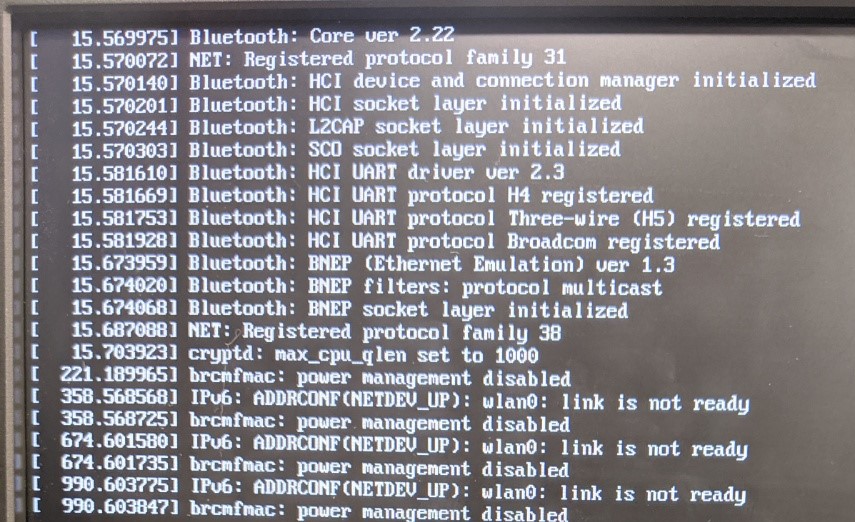 [   15.569975] Bluetooth: Core ver 2.22
[   15.570072] NET: Registered protocol family 31
[   15.570140] Bluetooth: HCI device and connection manager initialized
[   15.570201] Bluetooth: HCI socket layer initialized
[   15.570244] Bluetooth: L2CAP socket layer initialized
[   15.570303] Bluetooth: SCO socket layer initialized
[   15.581610] Bluetooth: HCI UART driver ver 2.3
[   15.581669] Bluetooth: HCI UART protocol H4 registered
[   15.581753] Bluetooth: HCI UART protocol Three-wire (H5) registered
[   15.581928] Bluetooth: HCI UART protocol Broadcom registered
[   15.673959] Bluetooth: BNEP (Ethernet Emulation) ver 1.3
[   15.674020] Bluetooth: BNEP filters: protocol multicast
[   15.674068] Bluetooth: BNEP socket layer initialized
[   15.687088] NET: Registered protocol family 38
[   15.703923] cryptd: max_cpu_qlen set to 1000
[  221.189965] brcmfmac: power management disabled
[  358.568568] IPv6: ADDRCONF(NETDEV_UP): wlan0: link is not ready
[  358.568725] brcmfmac: power management disabled
[  674.601580] IPv6: ADDRCONF(NETDEV_UP): wlan0: link is not ready
[  674.601735] brcmfmac: power management disabled
[  990.603775] IPv6: ADDRCONF(NETDEV_UP): wlan0: link is not ready
[  990.603847] brcmfmac: power management disabled